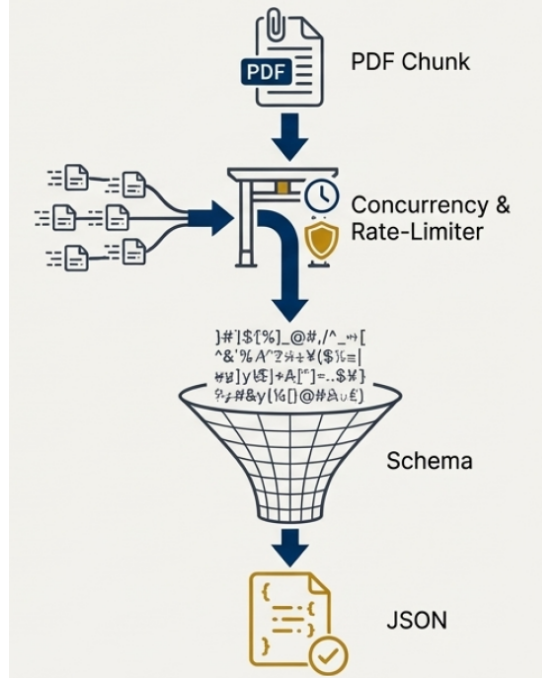 PDF
PDF Chunk
Concurrency &
Rate-Limiter
Schema
JSON